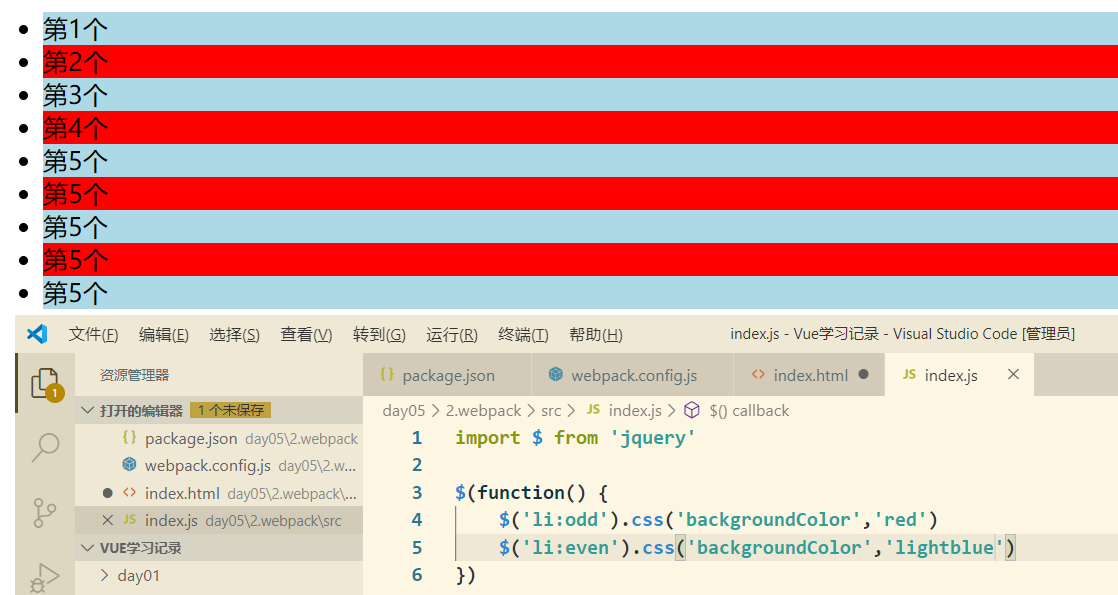 第1个
第2个
第3个
第4个
第5个
第5个
第5个
第5个
第5个
文件(F) 编辑(E) 选择(S) 查看(V) 转到(G) 运行(R) 终端(T) 帮助(H) index.js - Vue学习记录 - Visual Studio Code [管理员]
资源管理器
{} package.json webpack.config.js <> index.html ● JS index.js ×
打开的编辑器 1 个未保存
1
{} package.json day05\2.webpack
webpack.config.js day05\2.w...
● <> index.html day05\2.webpack\...
× JS index.js day05\2.webpack\src
VUE学习记录
> day01
day05 > 2.webpack > src > JS index.js > $() callback
1 import $ from 'jquery'
2
3 $(function() {
4 $('li:odd').css('backgroundColor','red')
5 $('li:even').css('backgroundColor','lightblue')
6 })